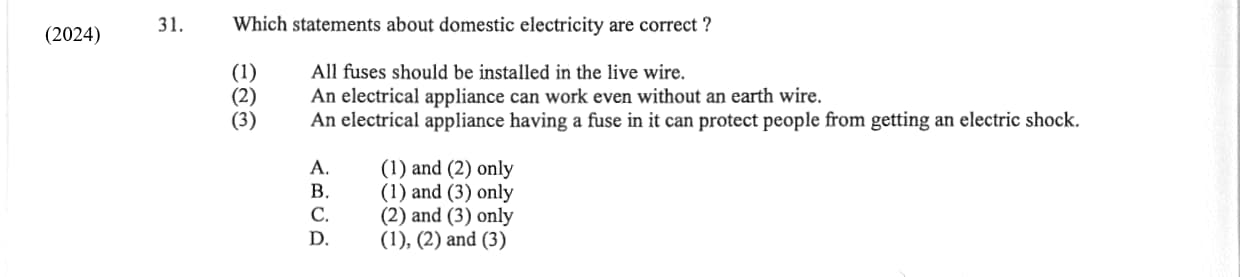 (2024) 31. Which statements about domestic electricity are correct ?
(1) All fuses should be installed in the live wire.
(2) An electrical appliance can work even without an earth wire.
(3) An electrical appliance having a fuse in it can protect people from getting an electric shock.
A. (1) and (2) only
B. (1) and (3) only
C. (2) and (3) only
D. (1), (2) and (3)